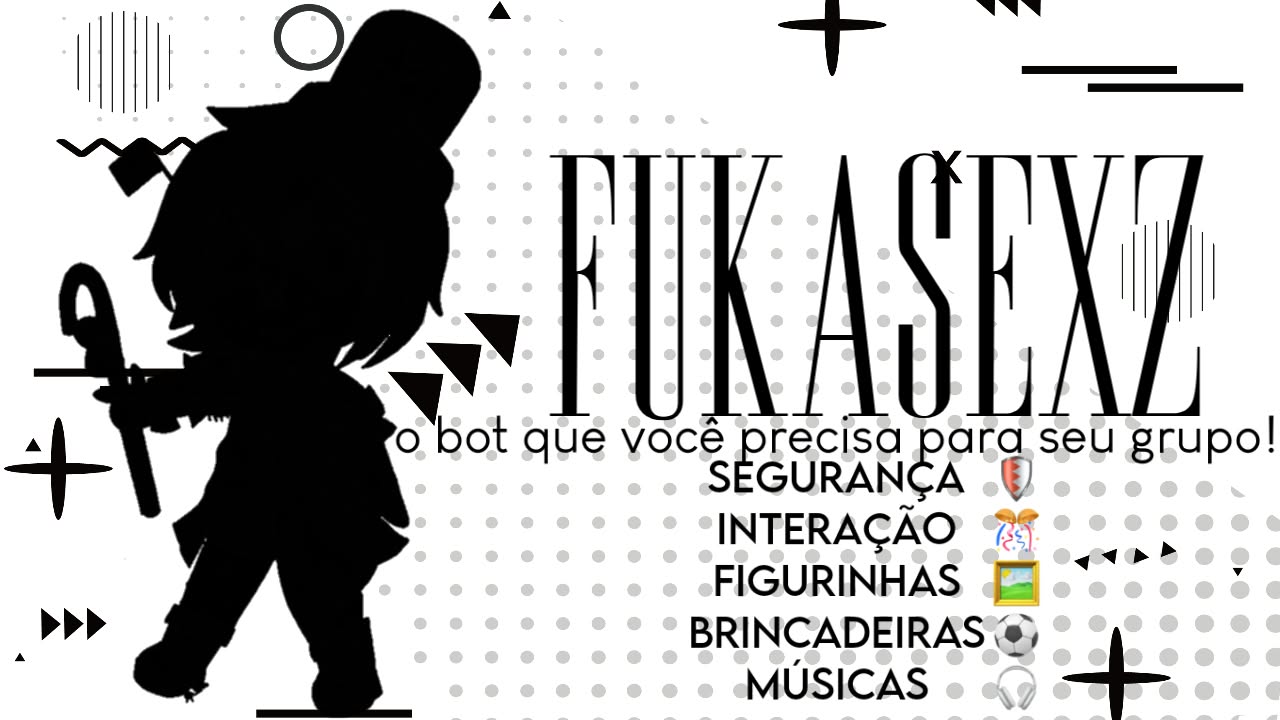 FUKASEXZ
X
o bot que você precisa para seu grupo!
SEGURANÇA
INTERAÇÃO
FIGURINHAS
BRINCADEIRAS
MÚSICAS